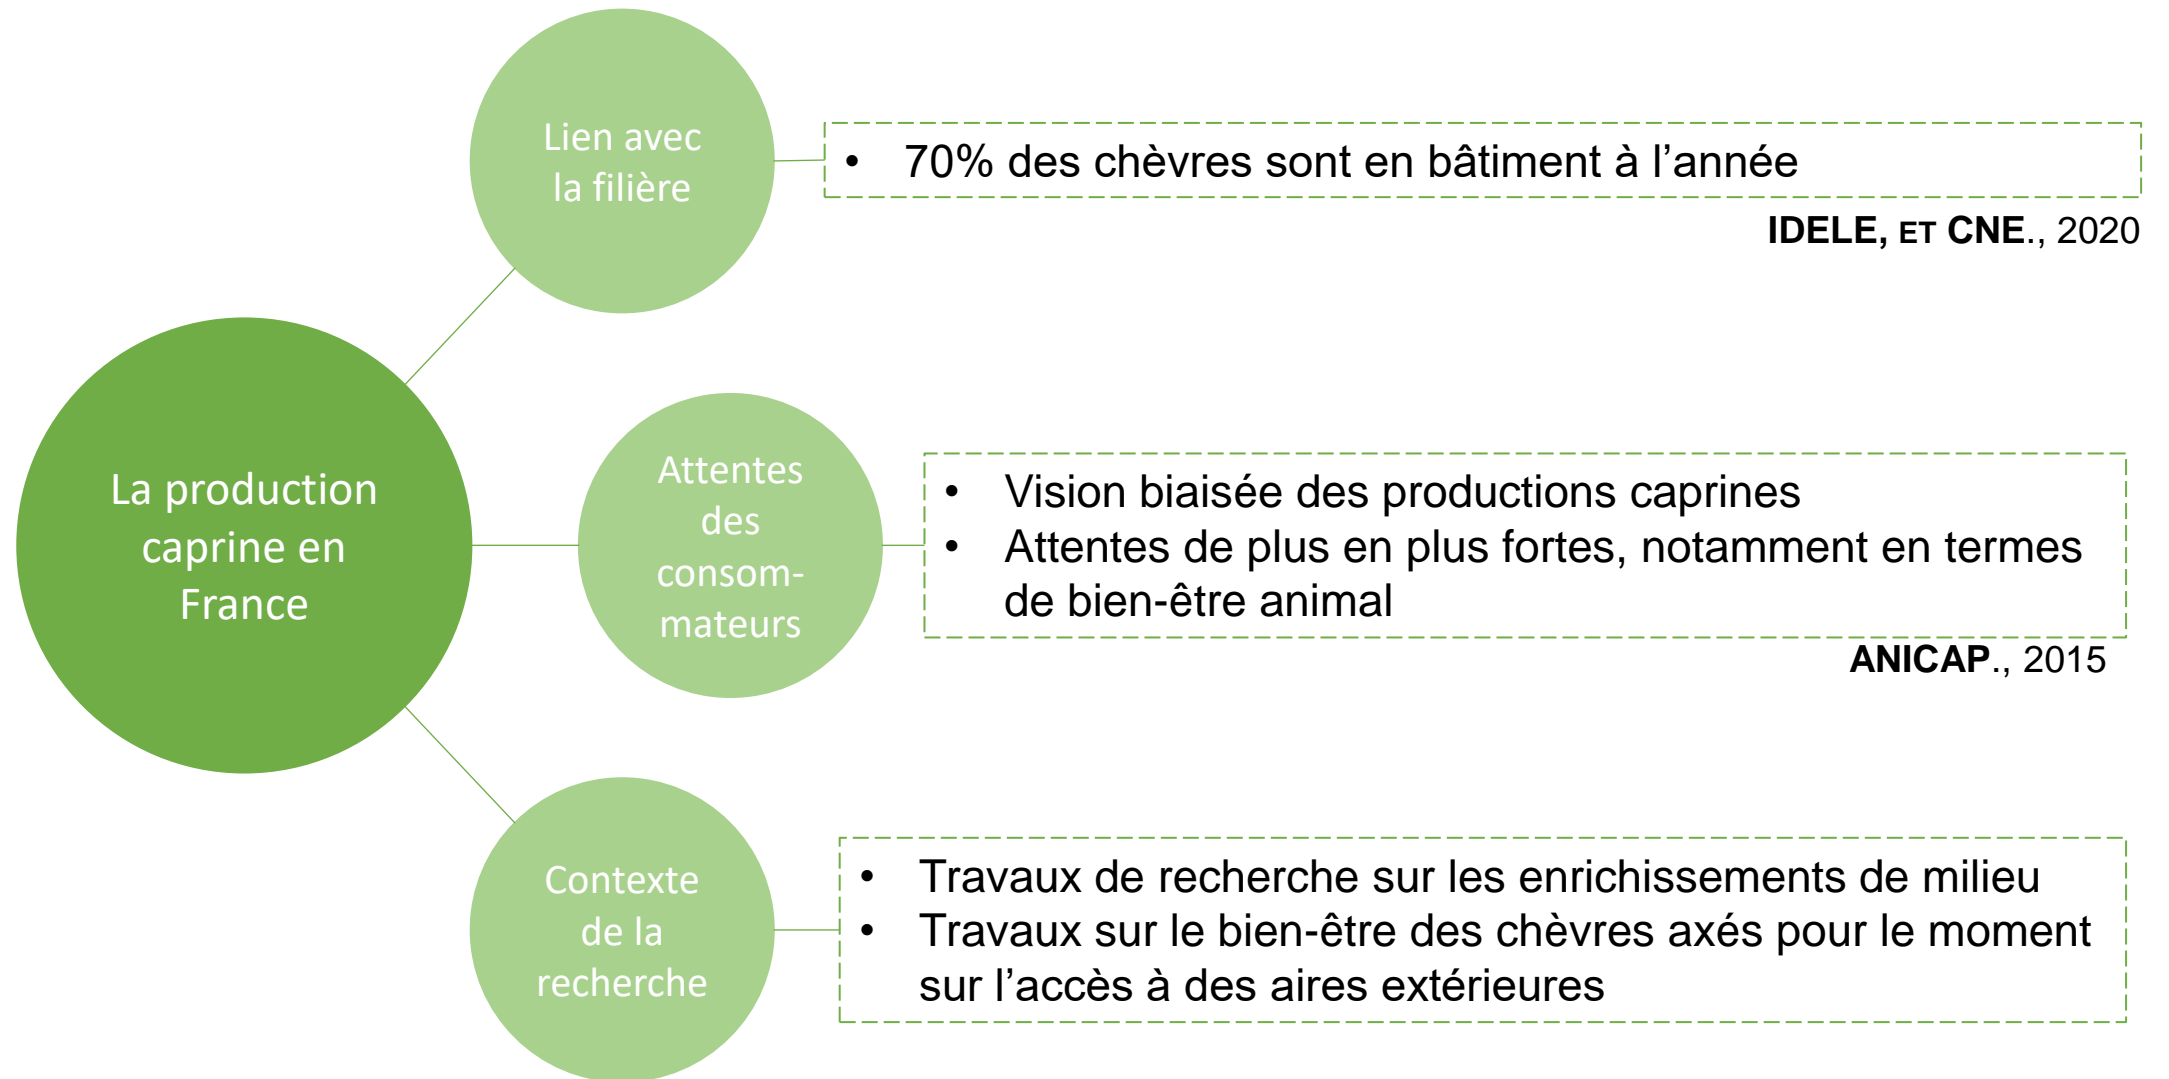 Lien avec
la filière
• 70% des chèvres sont en bâtiment à l’année
IDELE, ET CNE., 2020
La production
caprine en
France
Attentes
des
consom-
mateurs
• Vision biaisée des productions caprines
• Attentes de plus en plus fortes, notamment en termes
de bien-être animal
ANICAP., 2015
Contexte
de la
recherche
• Travaux de recherche sur les enrichissements de milieu
• Travaux sur le bien-être des chèvres axés pour le moment
sur l’accès à des aires extérieures